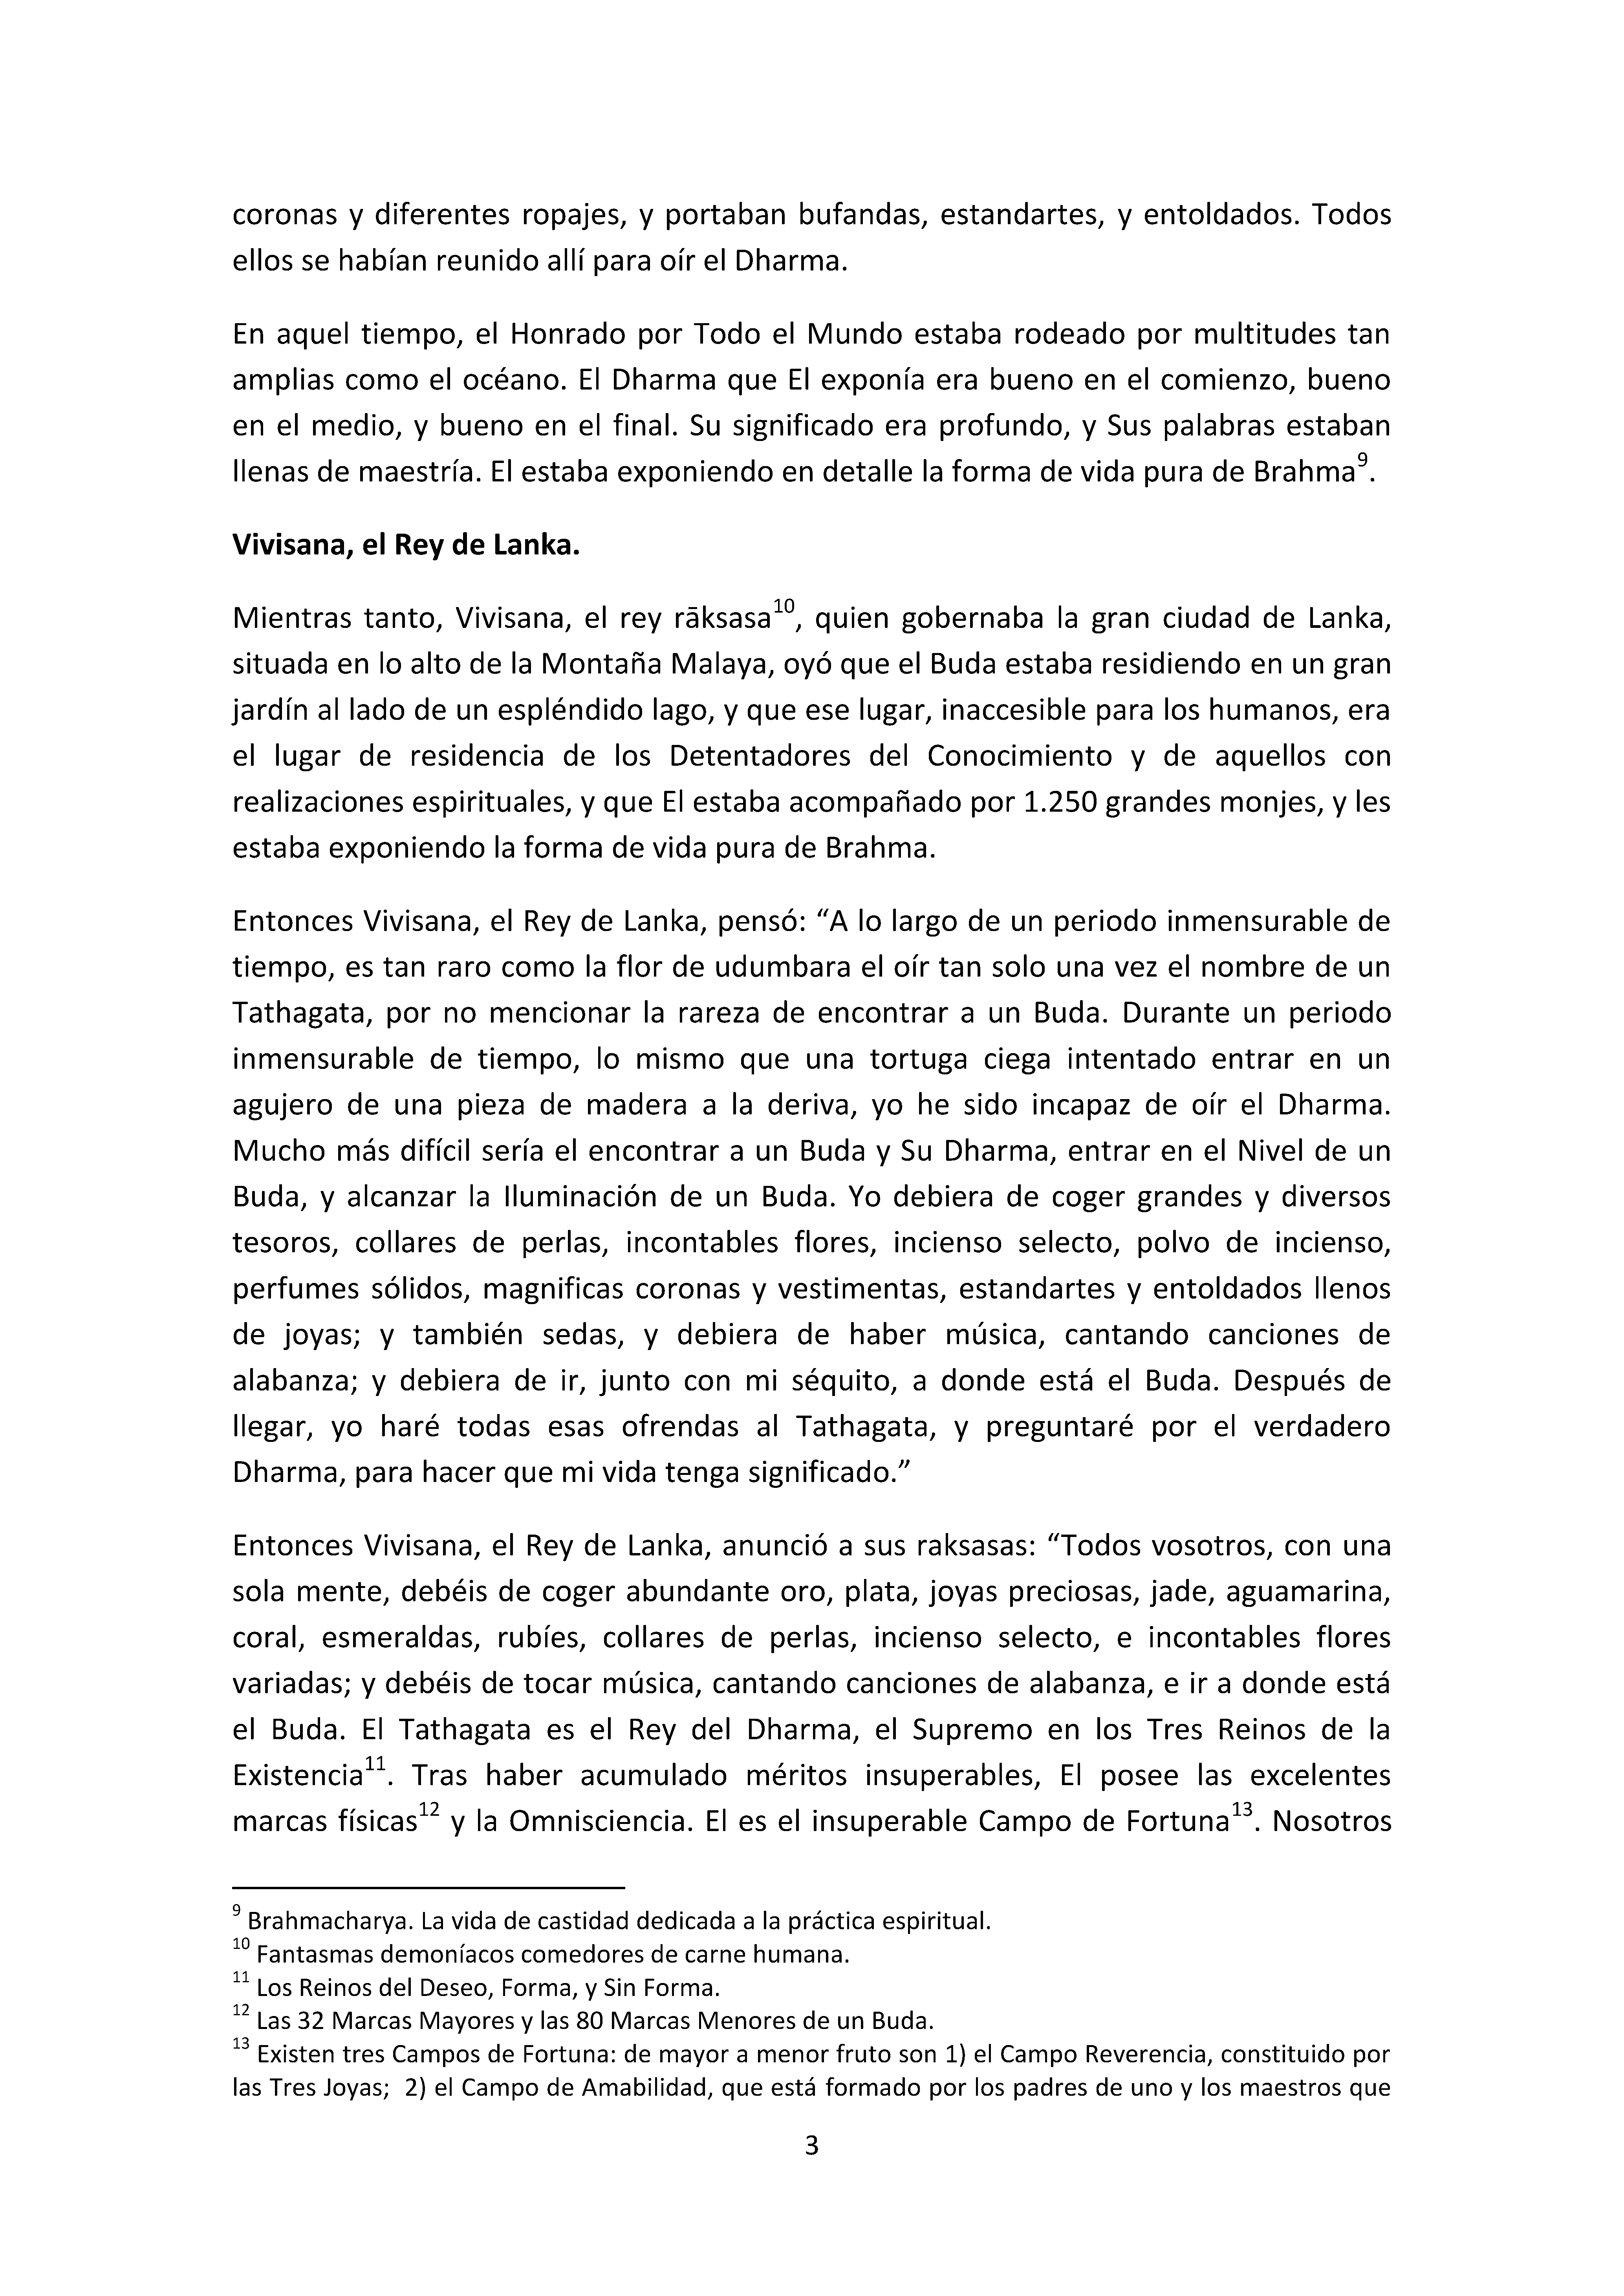 coronas y diferentes ropajes, y portaban bufandas, estandartes, y entoldados. Todos
ellos se habían reunido allí para oír el Dharma.
En aquel tiempo, el Honrado por Todo el Mundo estaba rodeado por multitudes tan
amplias como el océano. El Dharma que El exponía era bueno en el comienzo, bueno
en el medio, y bueno en el final. Su significado era profundo, y Sus palabras estaban
llenas de maestría. El estaba exponiendo en detalle la forma de vida pura de Brahma⁹.
Vivisana, el Rey de Lanka.
Mientras tanto, Vivisana, el rey rāksasa¹⁰, quien gobernaba la gran ciudad de Lanka,
situada en lo alto de la Montaña Malaya, oyó que el Buda estaba residiendo en un gran
jardín al lado de un espléndido lago, y que ese lugar, inaccesible para los humanos, era
el lugar de residencia de los Detentadores del Conocimiento y de aquellos con
realizaciones espirituales, y que El estaba acompañado por 1.250 grandes monjes, y les
estaba exponiendo la forma de vida pura de Brahma.
Entonces Vivisana, el Rey de Lanka, pensó: “A lo largo de un periodo inmensurable de
tiempo, es tan raro como la flor de udumbara el oír tan solo una vez el nombre de un
Tathagata, por no mencionar la rareza de encontrar a un Buda. Durante un periodo
inmensurable de tiempo, lo mismo que una tortuga ciega intentado entrar en un
agujero de una pieza de madera a la deriva, yo he sido incapaz de oír el Dharma.
Mucho más difícil sería el encontrar a un Buda y Su Dharma, entrar en el Nivel de un
Buda, y alcanzar la Iluminación de un Buda. Yo debiera de coger grandes y diversos
tesoros, collares de perlas, incontables flores, incienso selecto, polvo de incienso,
perfumes sólidos, magnificas coronas y vestimentas, estandartes y entoldados llenos
de joyas; y también sedas, y debiera de haber música, cantando canciones de
alabanza; y debiera de ir, junto con mi séquito, a donde está el Buda. Después de
llegar, yo haré todas esas ofrendas al Tathagata, y preguntaré por el verdadero
Dharma, para hacer que mi vida tenga significado.”
Entonces Vivisana, el Rey de Lanka, anunció a sus raksasas: “Todos vosotros, con una
sola mente, debéis de coger abundante oro, plata, joyas preciosas, jade, aguamarina,
coral, esmeraldas, rubíes, collares de perlas, incienso selecto, e incontables flores
variadas; y debéis de tocar música, cantando canciones de alabanza, e ir a donde está
el Buda. El Tathagata es el Rey del Dharma, el Supremo en los Tres Reinos de la
Existencia¹¹. Tras haber acumulado méritos insuperables, El posee las excelentes
marcas físicas¹² y la Omnisciencia. El es el insuperable Campo de Fortuna¹³. Nosotros
⁹ Brahmacharya. La vida de castidad dedicada a la práctica espiritual.
¹⁰ Fantasmas demoníacos comedores de carne humana.
¹¹ Los Reinos del Deseo, Forma, y Sin Forma.
¹² Las 32 Marcas Mayores y las 80 Marcas Menores de un Buda.
¹³ Existen tres Campos de Fortuna: de mayor a menor fruto son 1) el Campo Reverencia, constituido por
las Tres Joyas; 2) el Campo de Amabilidad, que está formado por los padres de uno y los maestros que
3